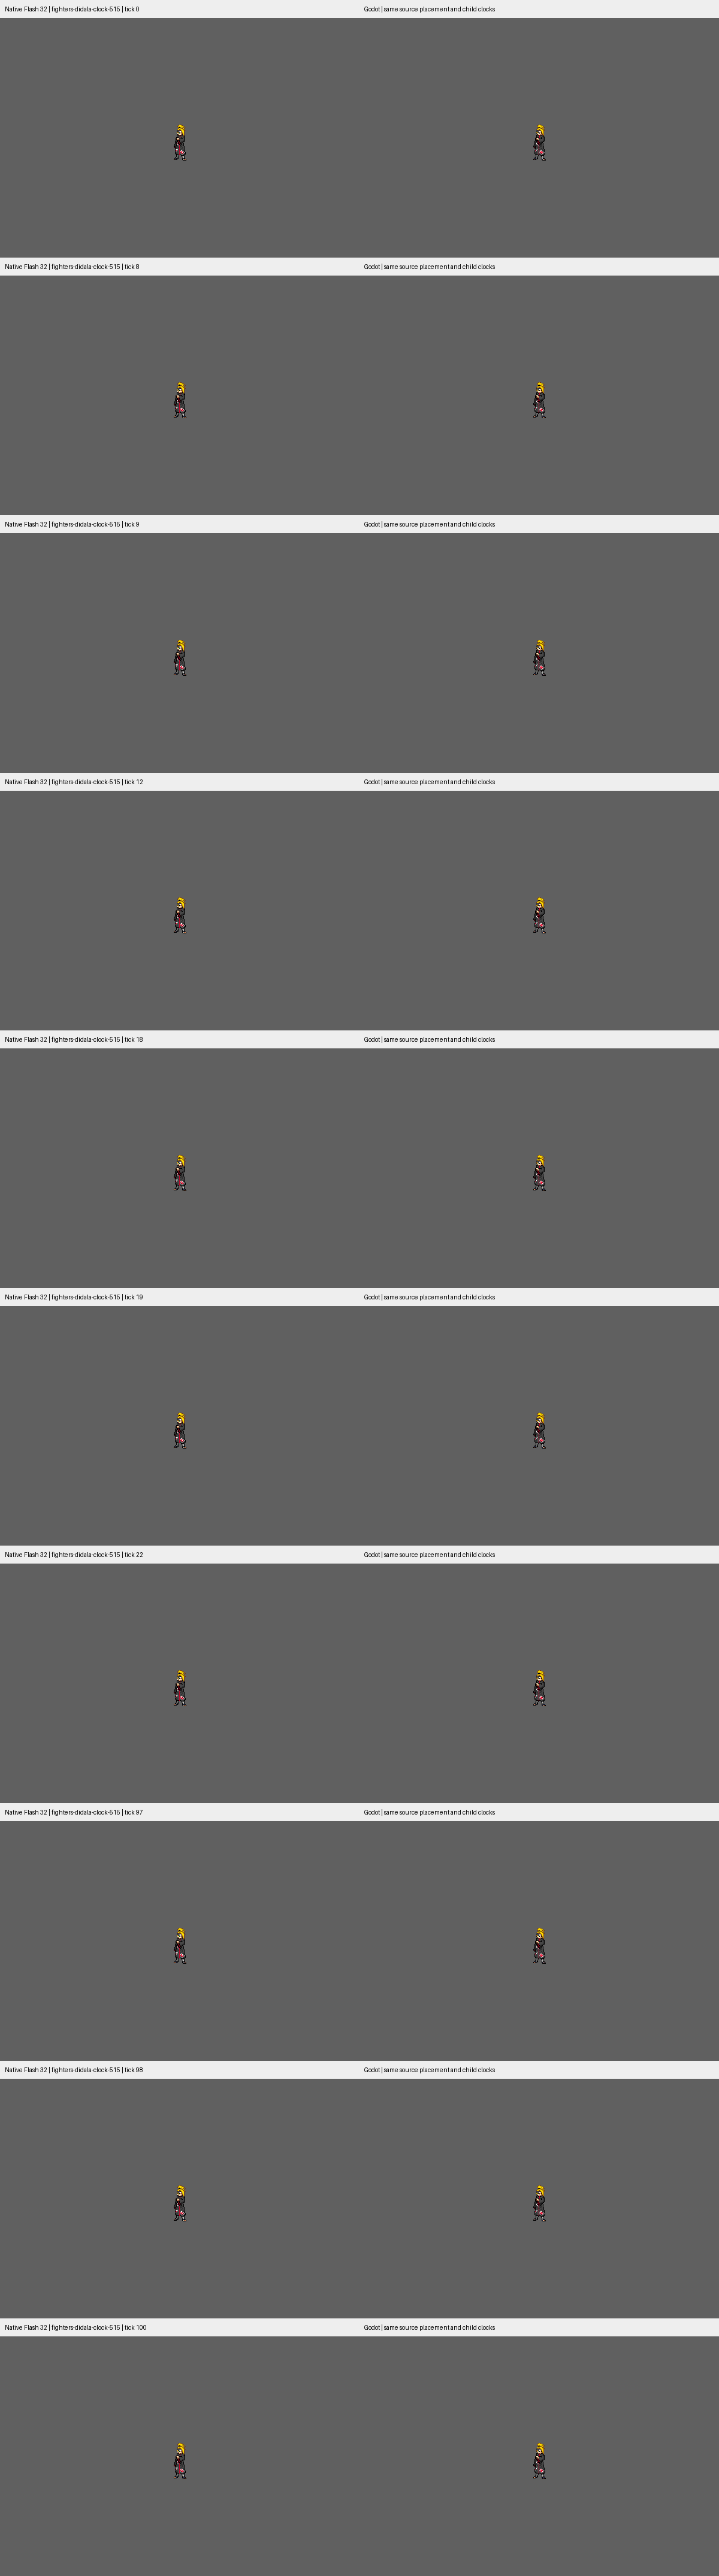 Native Flash 32 | fighters-didala-clock-515 | tick 0
Godot | same source placement and child clocks
Native Flash 32 | fighters-didala-clock-515 | tick 8
Godot | same source placement and child clocks
Native Flash 32 | fighters-didala-clock-515 | tick 9
Godot | same source placement and child clocks
Native Flash 32 | fighters-didala-clock-515 | tick 12
Godot | same source placement and child clocks
Native Flash 32 | fighters-didala-clock-515 | tick 18
Godot | same source placement and child clocks
Native Flash 32 | fighters-didala-clock-515 | tick 19
Godot | same source placement and child clocks
Native Flash 32 | fighters-didala-clock-515 | tick 22
Godot | same source placement and child clocks
Native Flash 32 | fighters-didala-clock-515 | tick 97
Godot | same source placement and child clocks
Native Flash 32 | fighters-didala-clock-515 | tick 98
Godot | same source placement and child clocks
Native Flash 32 | fighters-didala-clock-515 | tick 100
Godot | same source placement and child clocks